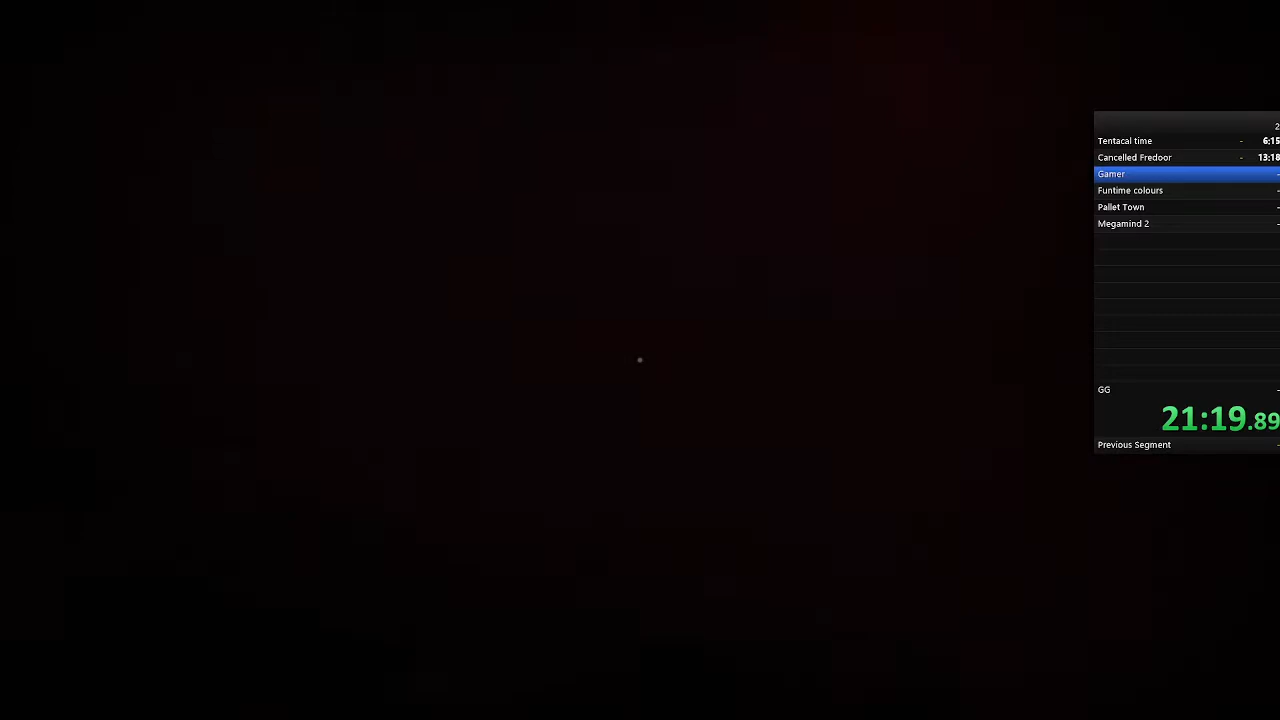 2
Tentacal time - 6:15
Cancelled Fredoor - 13:18
Gamer -
Funtime colours -
Pallet Town -
Megamind 2 -
GG -
21:19.89
Previous Segment -